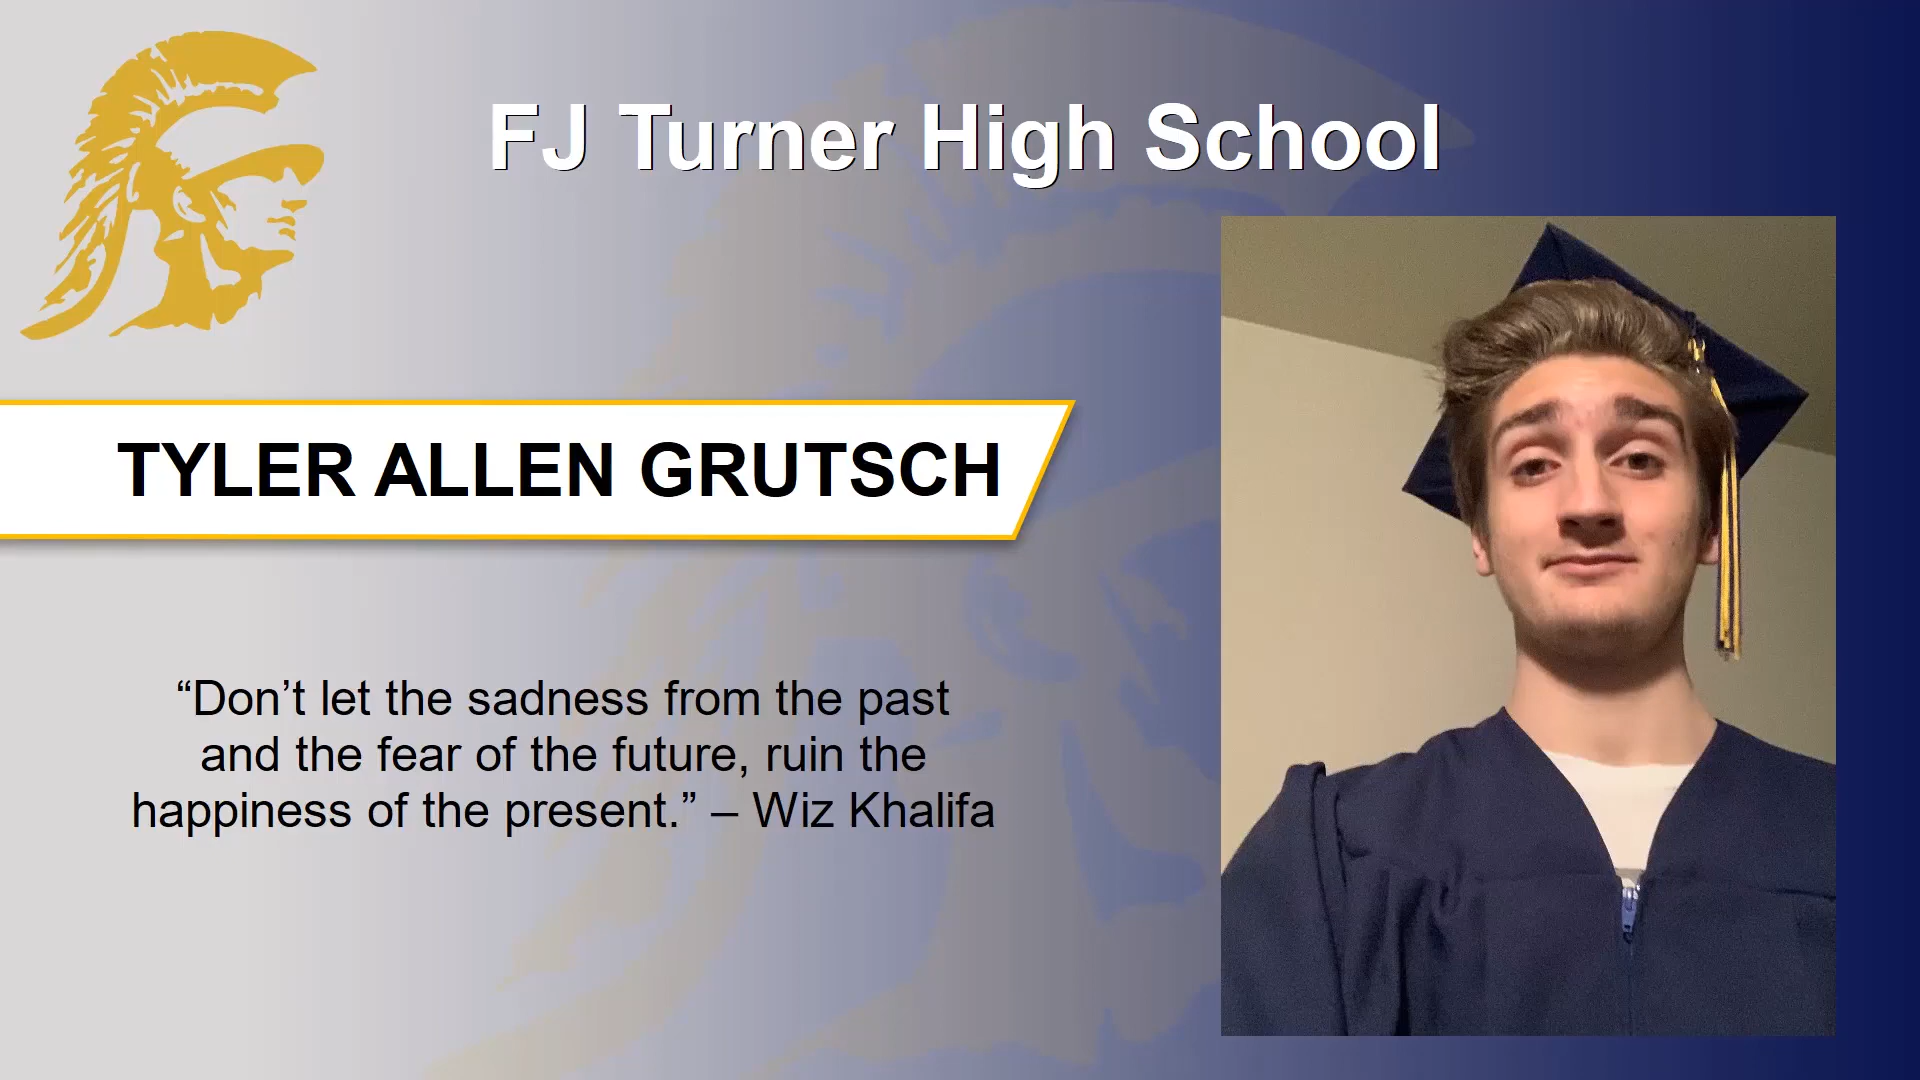 FJ Turner High School
TYLER ALLEN GRUTSCH
“Don’t let the sadness from the past
and the fear of the future, ruin the
happiness of the present.” – Wiz Khalifa